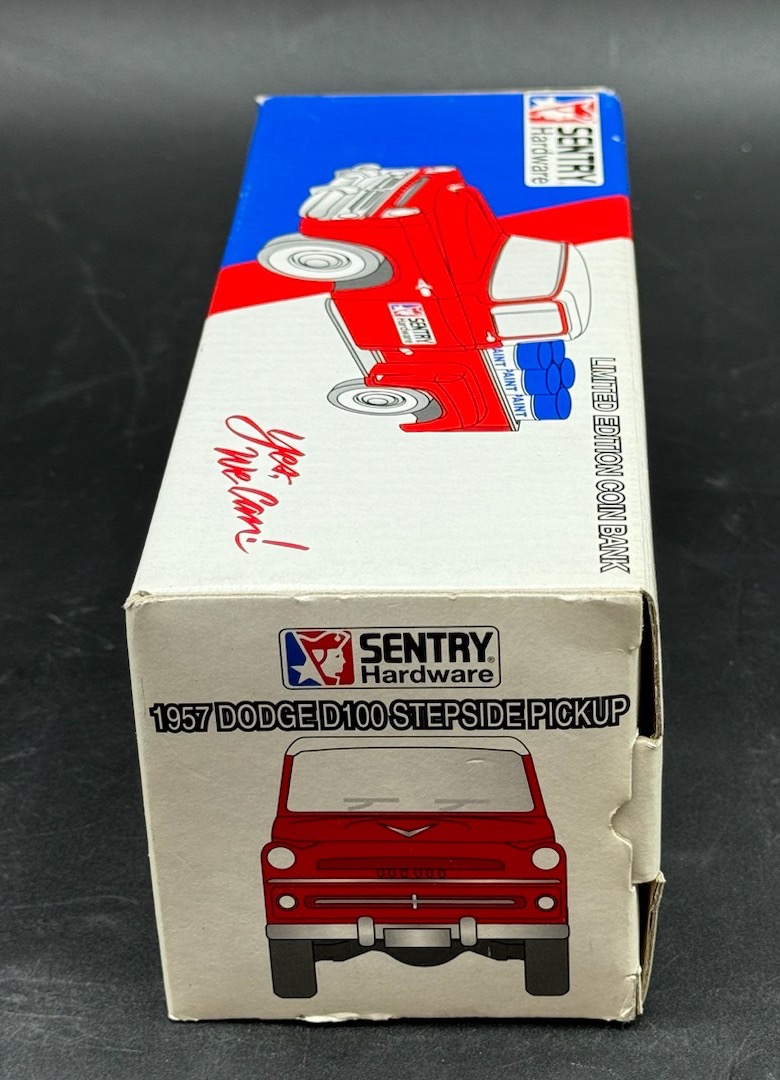 SENTRY
Hardware
SENTRY
Hardware
PAINT PAINT
LIMITED EDITION COIN BANK
Yes,
We Can!
SENTRY®
Hardware
1957 DODGE D100 STEPSIDE PICKUP